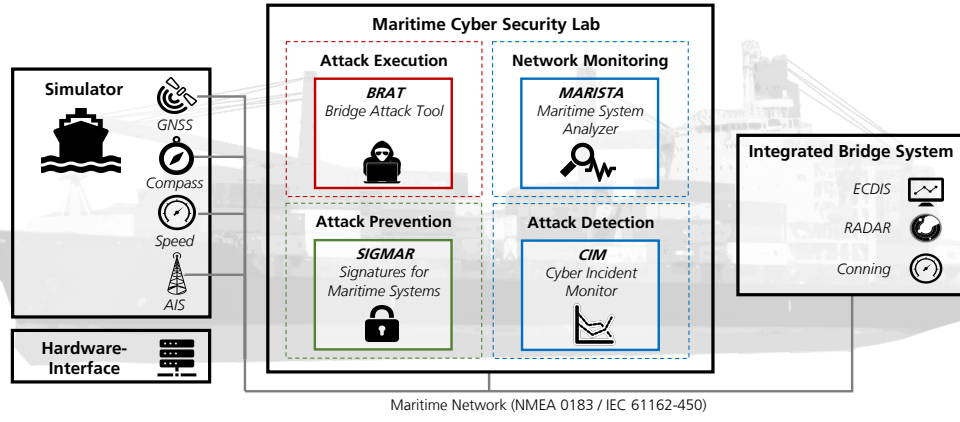 Maritime Cyber Security Lab
Simulator
GNSS
Compass
Speed
AIS
Hardware-
Interface
Attack Execution
BRAT
Bridge Attack Tool
Network Monitoring
MARISTA
Maritime System
Analyzer
Attack Prevention
SIGMAR
Signatures for
Maritime Systems
Attack Detection
CIM
Cyber Incident
Monitor
Integrated Bridge System
ECDIS
RADAR
Conning
Maritime Network (NMEA 0183 / IEC 61162-450)